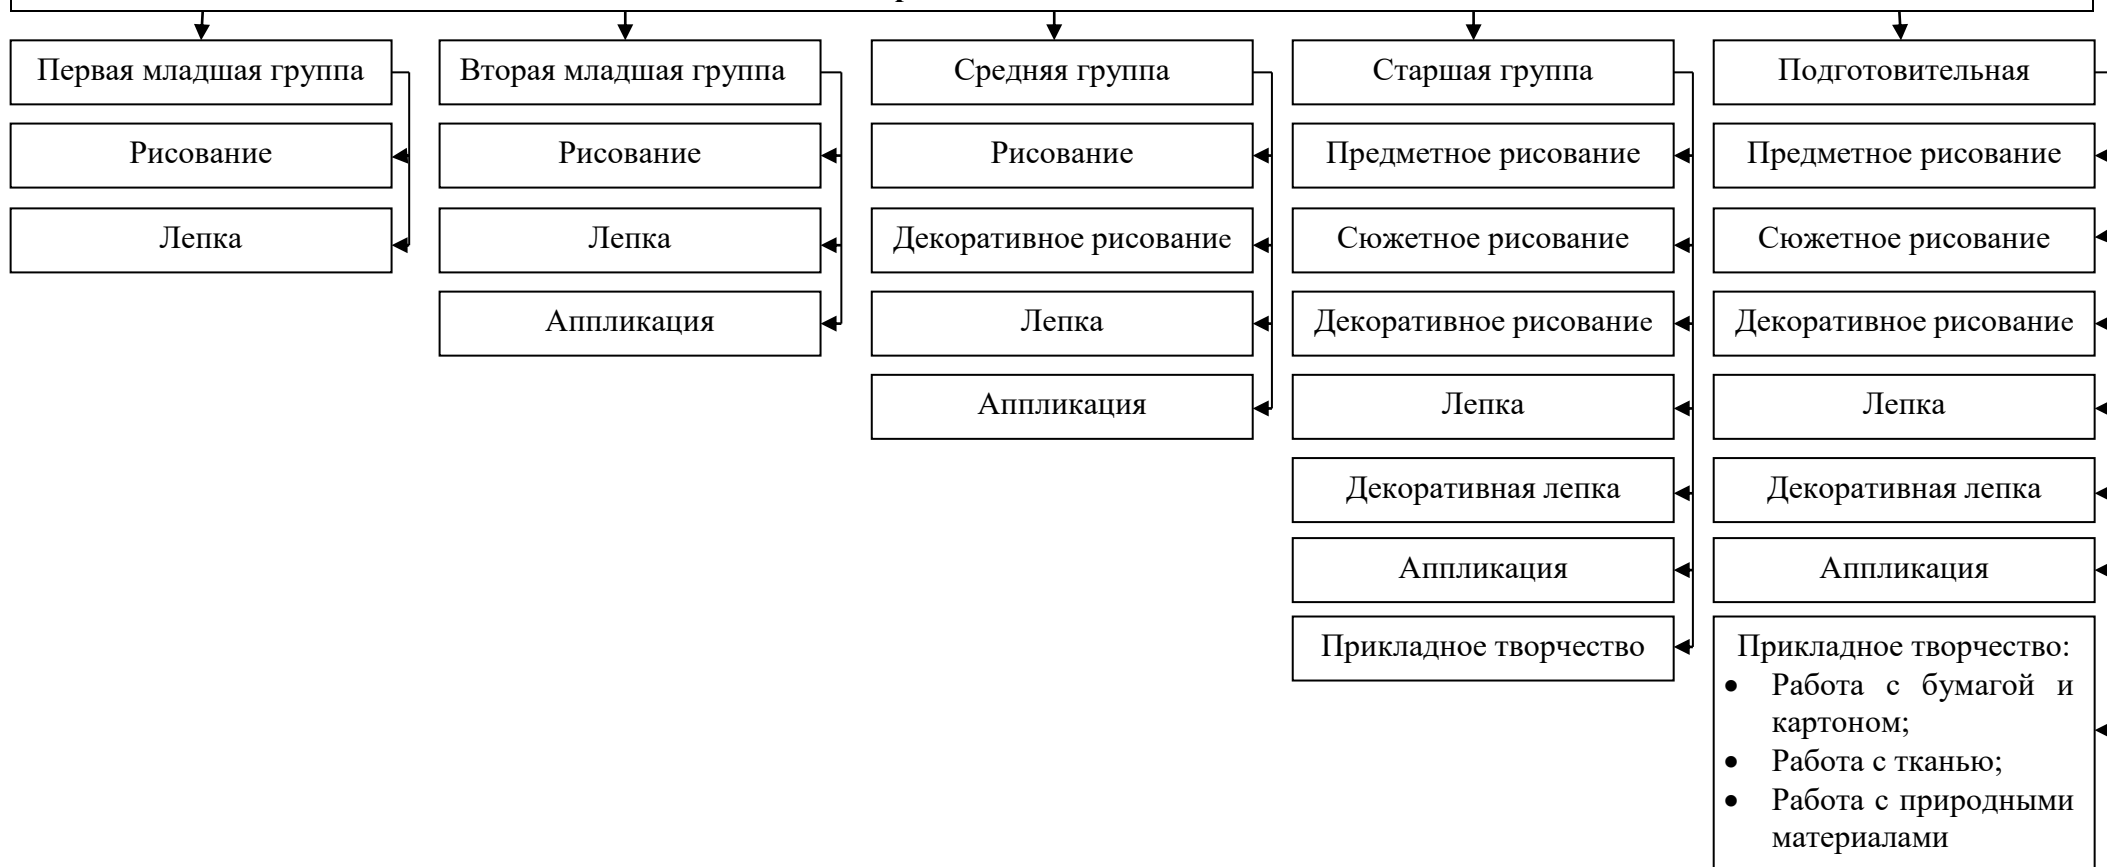 Первая младшая группа
Рисование
Лепка
Вторая младшая группа
Рисование
Лепка
Аппликация
Средняя группа
Рисование
Декоративное рисование
Лепка
Аппликация
Старшая группа
Предметное рисование
Сюжетное рисование
Декоративное рисование
Лепка
Декоративная лепка
Аппликация
Прикладное творчество
Подготовительная
Предметное рисование
Сюжетное рисование
Декоративное рисование
Лепка
Декоративная лепка
Аппликация
Прикладное творчество:
• Работа с бумагой и
картоном;
• Работа с тканью;
• Работа с природными
материалами